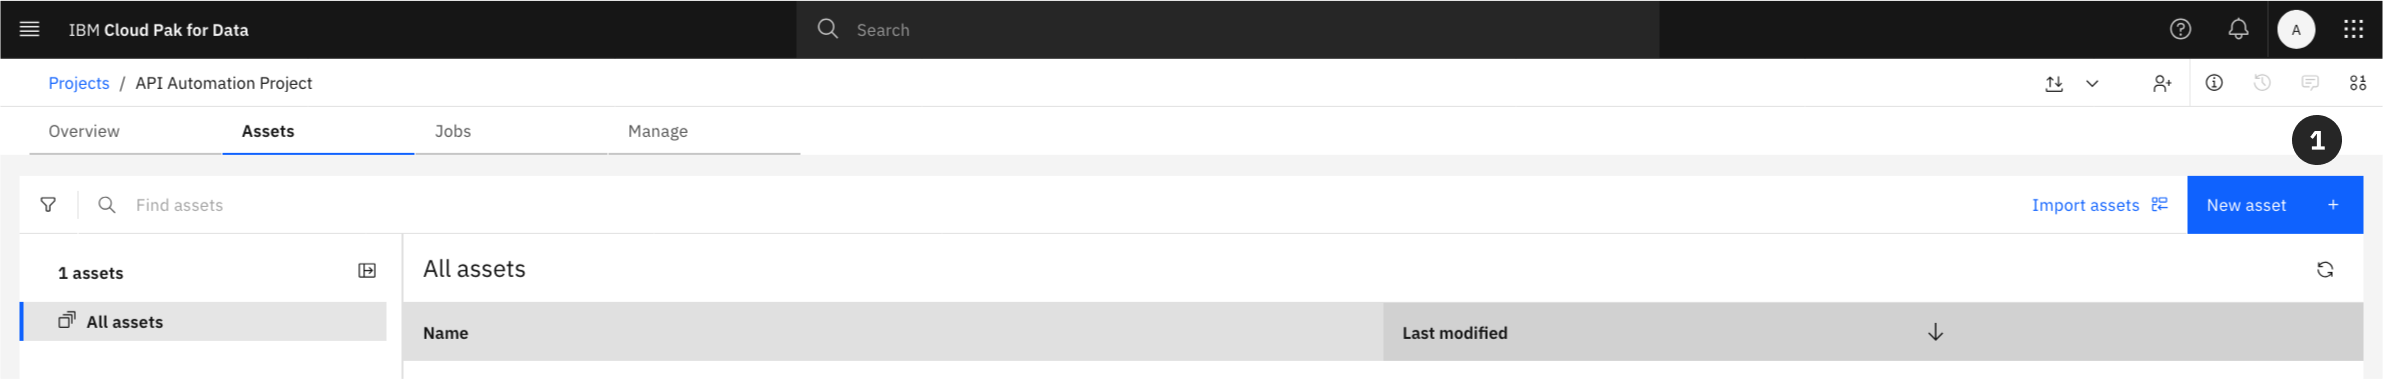 IBM Cloud Pak for Data
Search
A
Projects / API Automation Project
Overview
Assets
Jobs
Manage
1
Find assets
Import assets
New asset +
1 assets
All assets
All assets
Name
Last modified